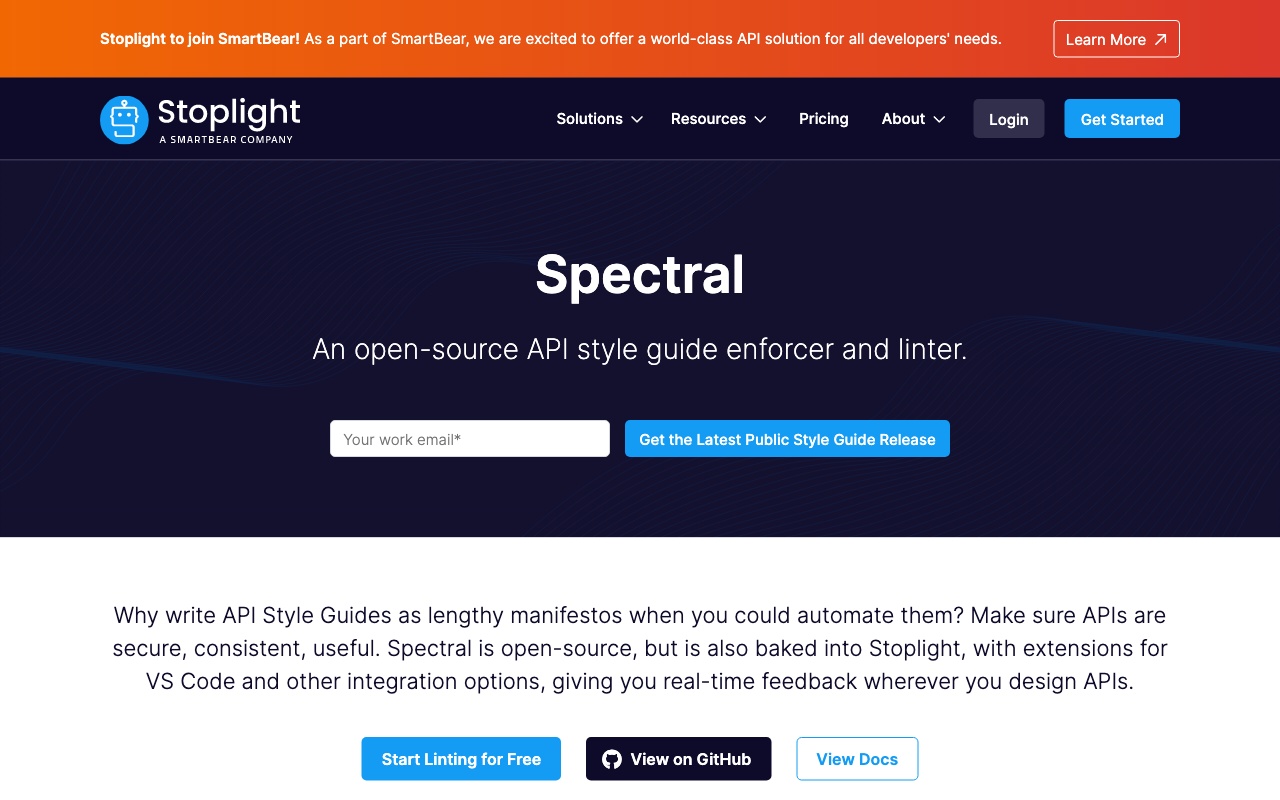 Stoplight to join SmartBear! As a part of SmartBear, we are excited to offer a world-class API solution for all developers' needs.
Learn More
Stoplight
A SMARTBEAR COMPANY
Solutions
Resources
Pricing
About
Login
Get Started
Spectral
An open-source API style guide enforcer and linter.
Your work email*
Get the Latest Public Style Guide Release
Why write API Style Guides as lengthy manifestos when you could automate them? Make sure APIs are
secure, consistent, useful. Spectral is open-source, but is also baked into Stoplight, with extensions for
VS Code and other integration options, giving you real-time feedback wherever you design APIs.
Start Linting for Free
View on GitHub
View Docs